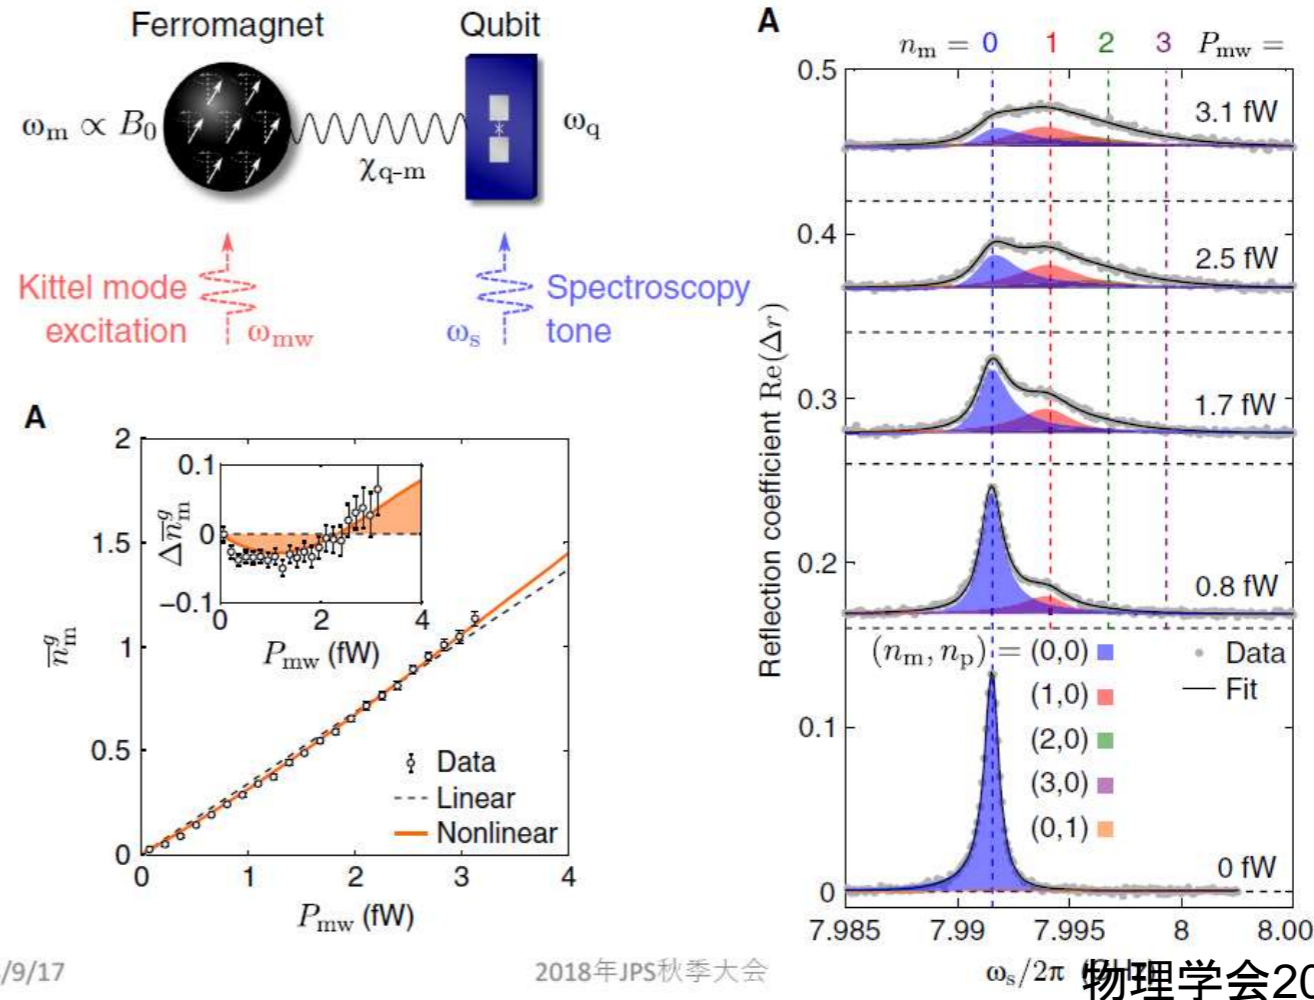 Ferromagnet
Qubit
ωm ∝ B0
χq-m
ωq
Kittel mode
excitation
ωmw
ωs
Spectroscopy
tone
A
2
1.5
1
0.5
0
n̄m^g
0
1
2
3
4
Pmw (fW)
0.1
0
−0.1
Δn̄m^g
0
2
4
Pmw (fW)
Data
Linear
Nonlinear
A
nm = 0 1 2 3 Pmw =
0.5
0.4
0.3
0.2
0.1
0
Reflection coefficient Re(Δr)
3.1 fW
2.5 fW
1.7 fW
0.8 fW
(nm, np) = (0,0)
(1,0)
(2,0)
(3,0)
(0,1)
Data
Fit
0 fW
7.985
7.99
7.995
8
8.00
ωs/2π
/9/17
2018年JPS秋季大会
物理学会20